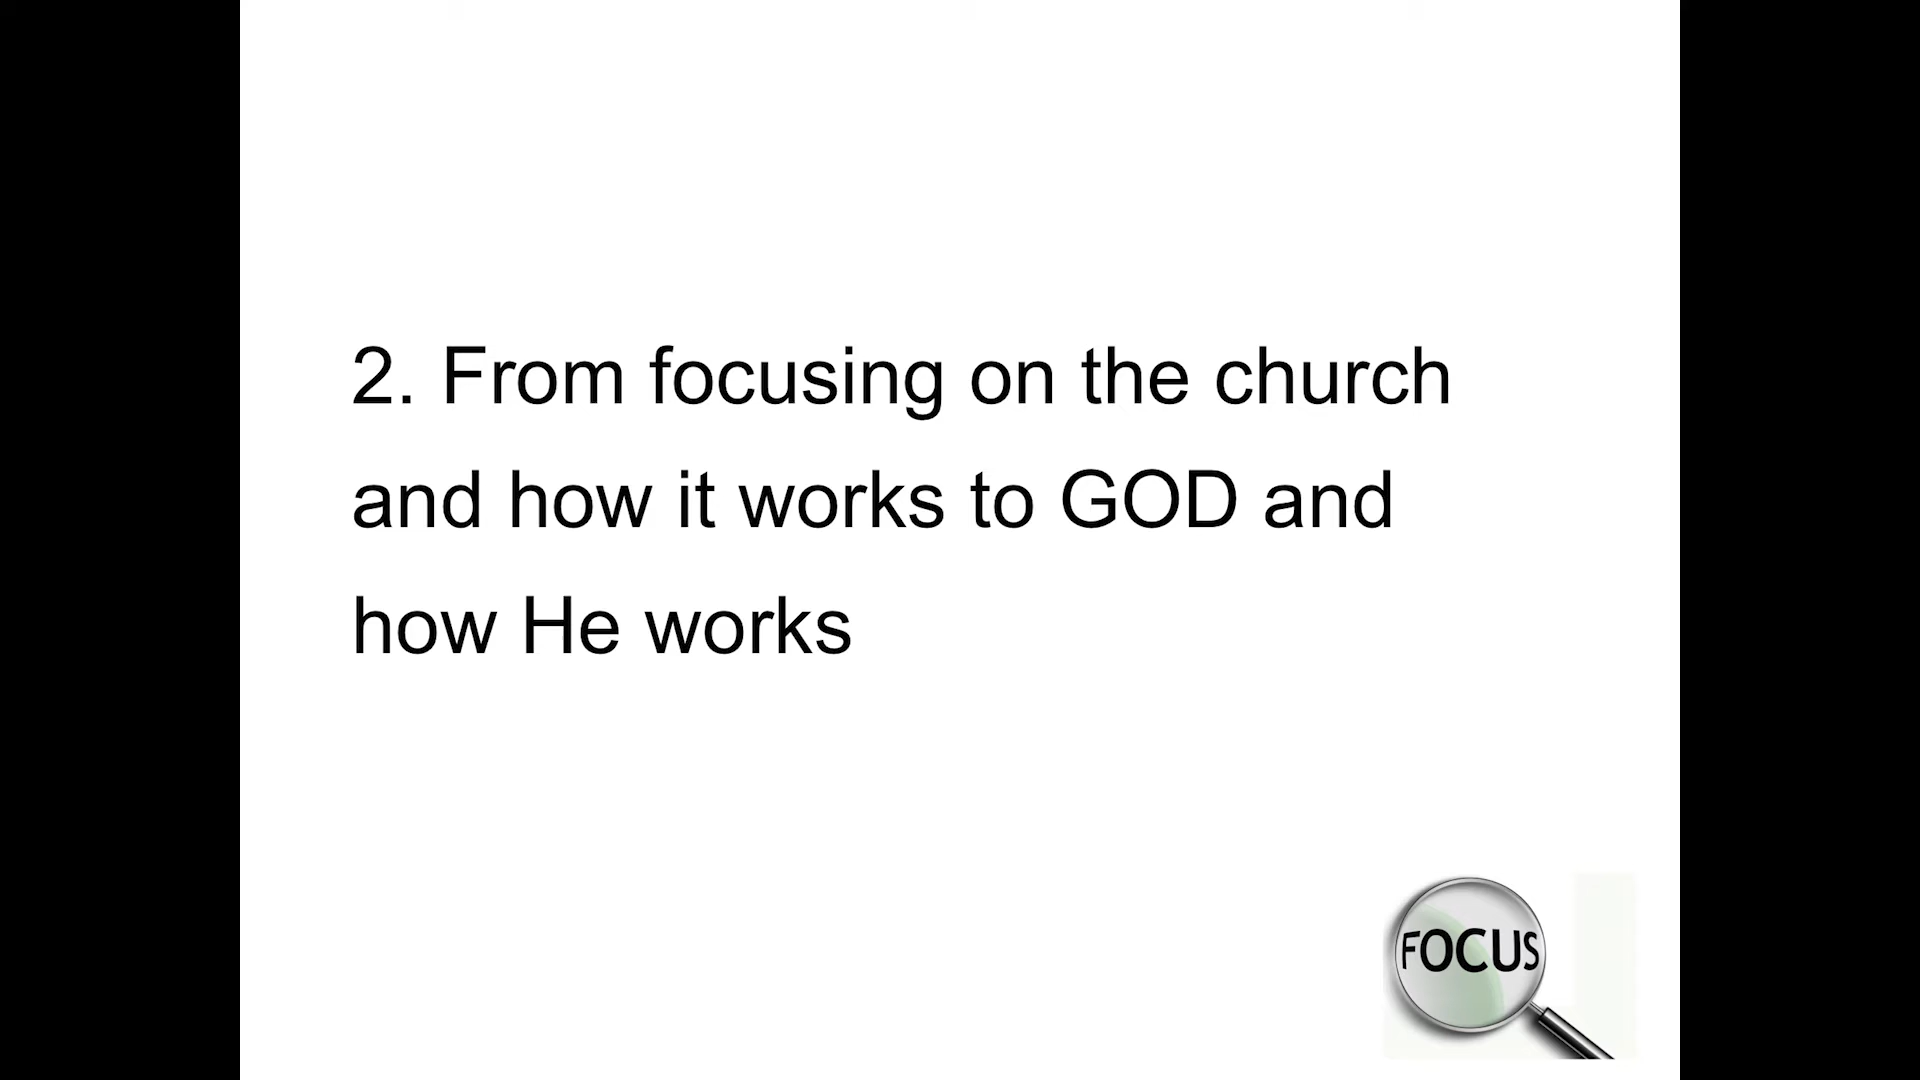 2. From focusing on the church
and how it works to GOD and
how He works
FOCUS